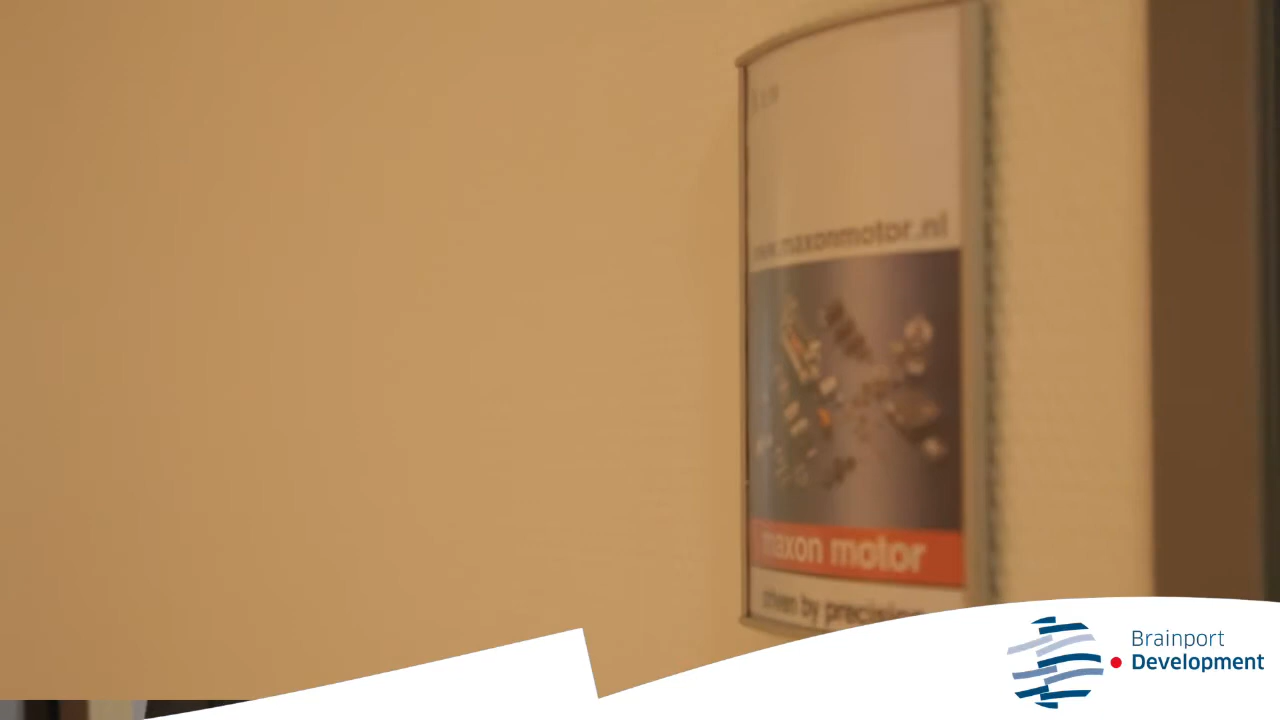 www.maxonmotor.nl
maxon motor
driven by precision
Brainport
Development